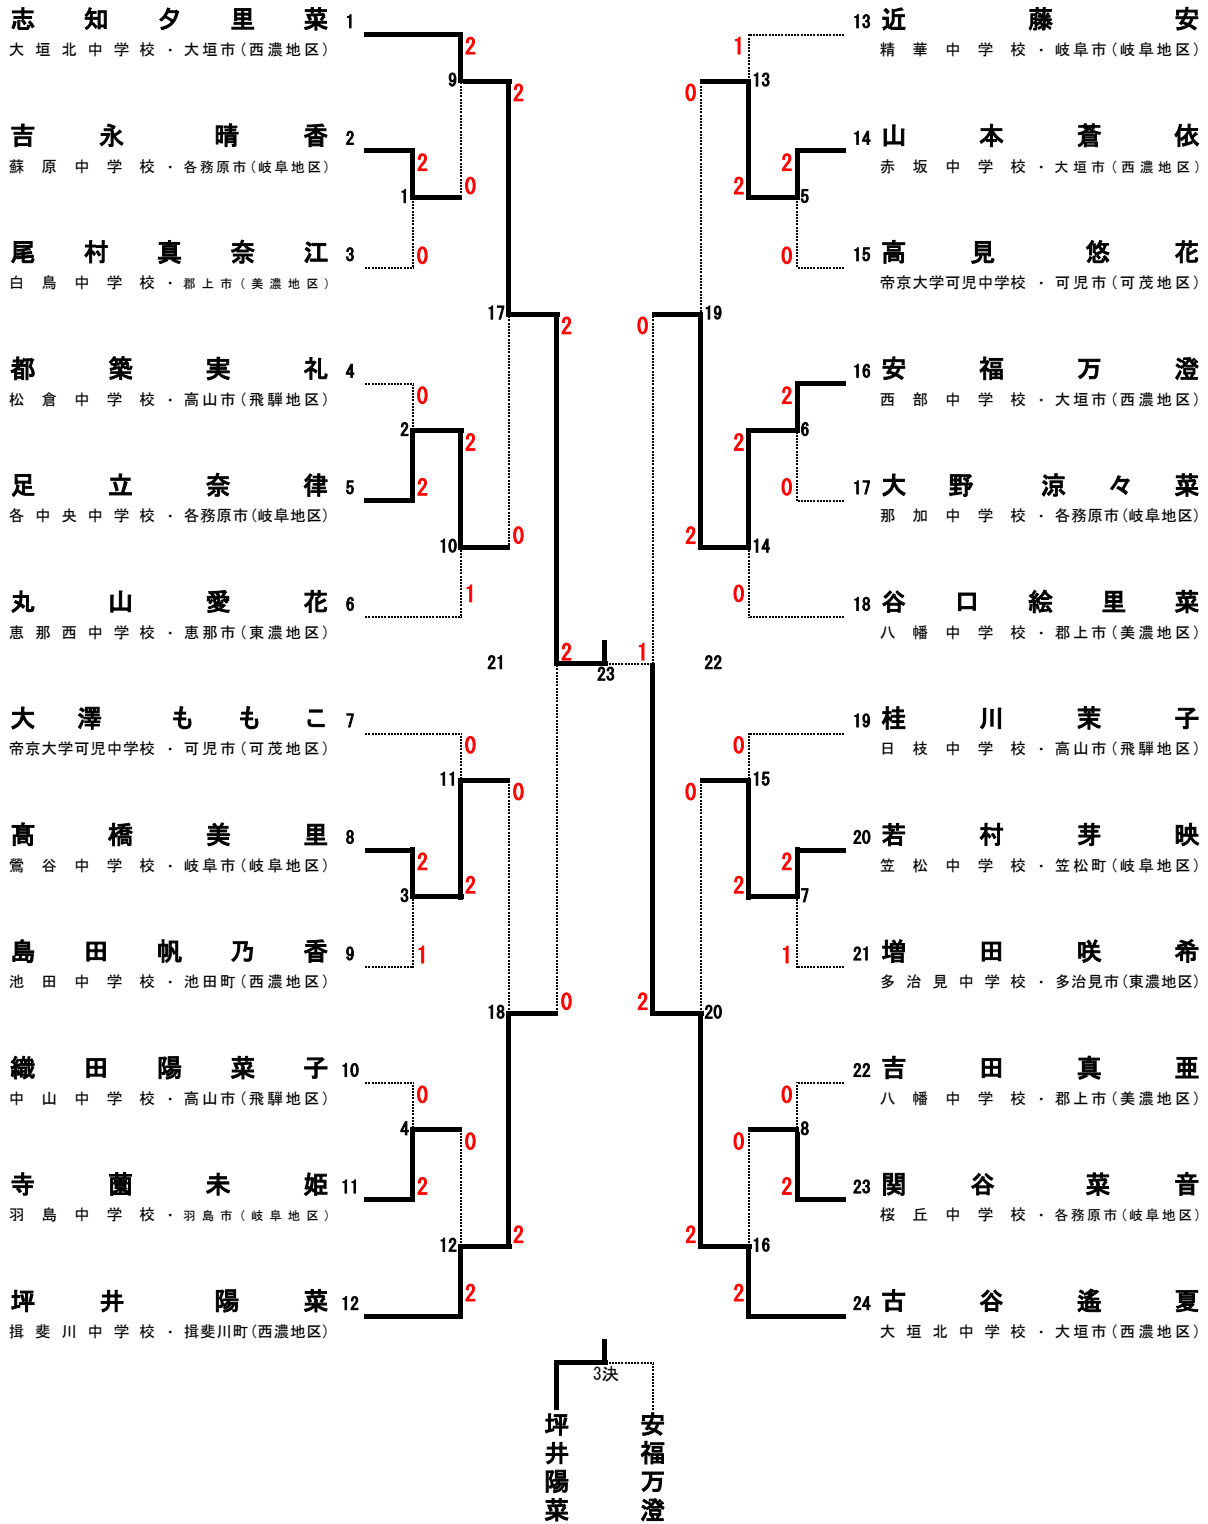 志知夕里菜 1
大垣北中学校・大垣市(西濃地区)
吉永晴香 2
蘇原中学校・各務原市(岐阜地区)
尾村真奈江 3
白鳥中学校・郡上市(美濃地区)
都築実礼 4
松倉中学校・高山市(飛騨地区)
足立奈律 5
各中央中学校・各務原市(岐阜地区)
丸山愛花 6
恵那西中学校・恵那市(東濃地区)
大澤ももこ 7
帝京大学可児中学校・可児市(可茂地区)
髙橋美里 8
鶯谷中学校・岐阜市(岐阜地区)
島田帆乃香 9
池田中学校・池田町(西濃地区)
織田陽菜子 10
中山中学校・高山市(飛騨地区)
寺薗未姫 11
羽島中学校・羽島市(岐阜地区)
坪井陽菜 12
揖斐川中学校・揖斐川町(西濃地区)
2
9
2
2
1
0
0
17
2
0
2
2
2
10
0
1
21
2
23
0
11
0
2
3
2
1
18
0
0
4
0
2
12
2
2
13 近藤安
精華中学校・岐阜市(岐阜地区)
14 山本蒼依
赤坂中学校・大垣市(西濃地区)
15 高見悠花
帝京大学可児中学校・可児市(可茂地区)
16 安福万澄
西部中学校・大垣市(西濃地区)
17 大野涼々菜
那加中学校・各務原市(岐阜地区)
18 谷口絵里菜
八幡中学校・郡上市(美濃地区)
19 桂川茉子
日枝中学校・高山市(飛騨地区)
20 若村芽映
笠松中学校・笠松町(岐阜地区)
21 増田咲希
多治見中学校・多治見市(東濃地区)
22 吉田真亜
八幡中学校・郡上市(美濃地区)
23 関谷菜音
桜丘中学校・各務原市(岐阜地区)
24 古谷遙夏
大垣北中学校・大垣市(西濃地区)
1
13
0
2
2
5
0
19
0
2
6
2
0
2
14
0
1
22
0
15
0
2
2
7
1
2
20
0
8
0
2
2
16
2
3決
坪井陽菜
安福万澄